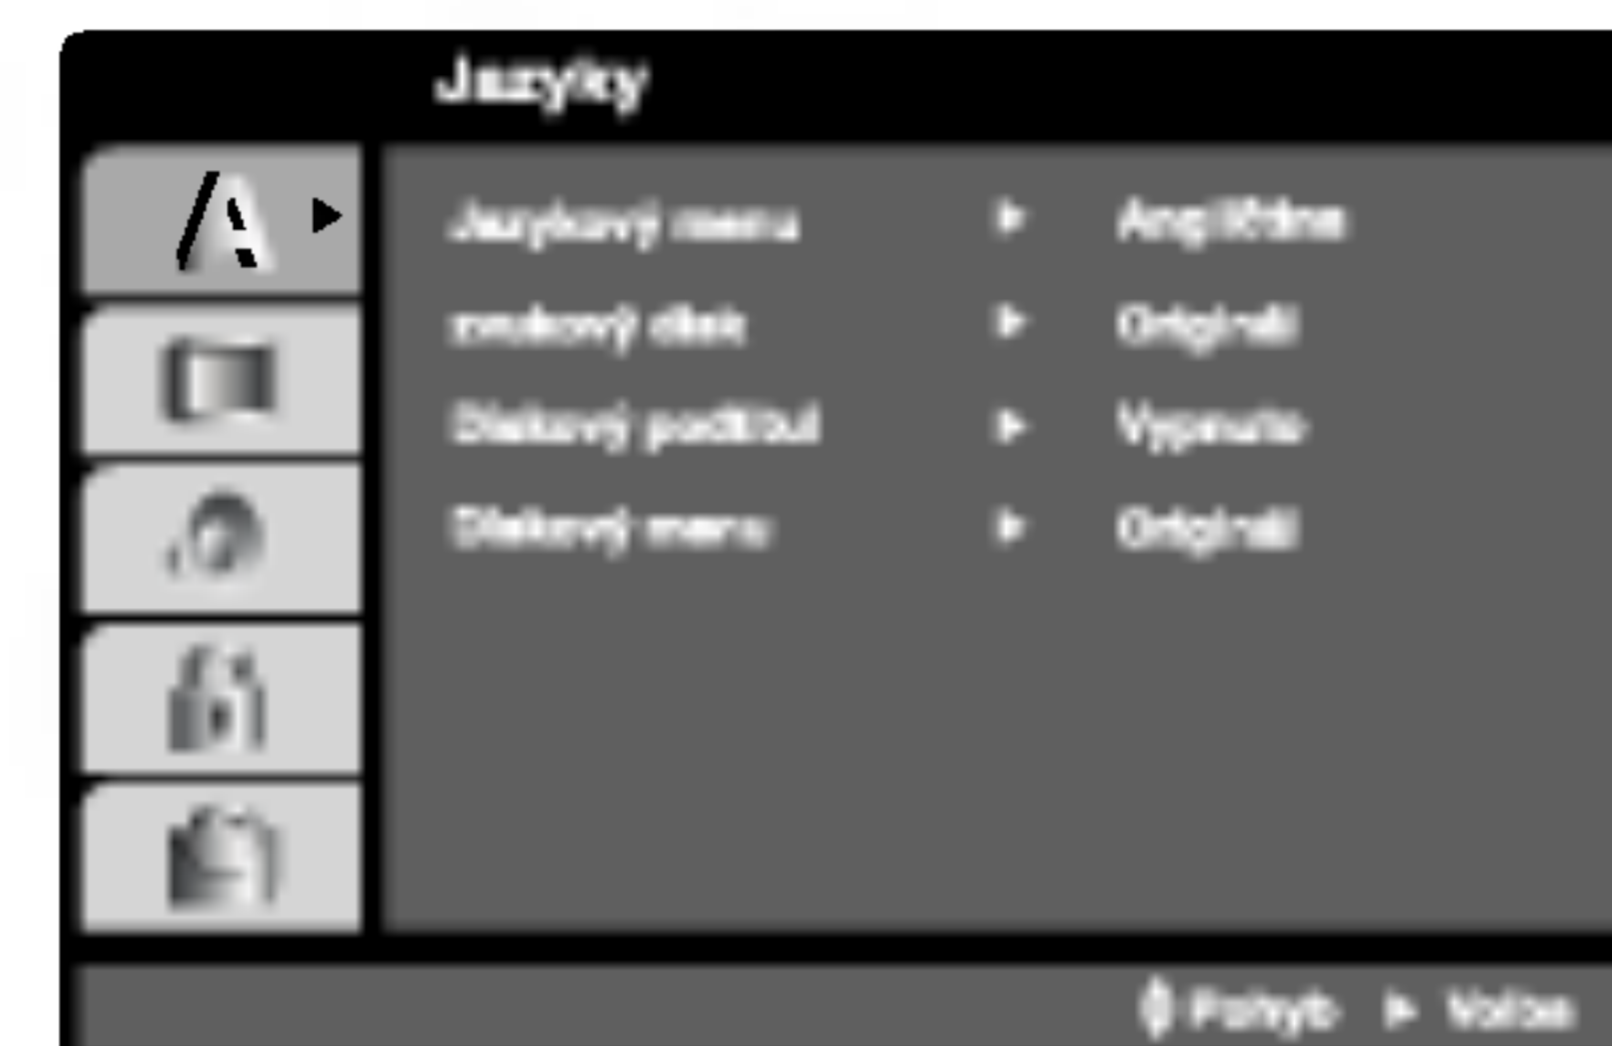 Jazyky
Jazykový menu Angličtina
zvukový disk Originál
Diskový podtitul Vypnuto
Diskový menu Originál
Pohyb Volba